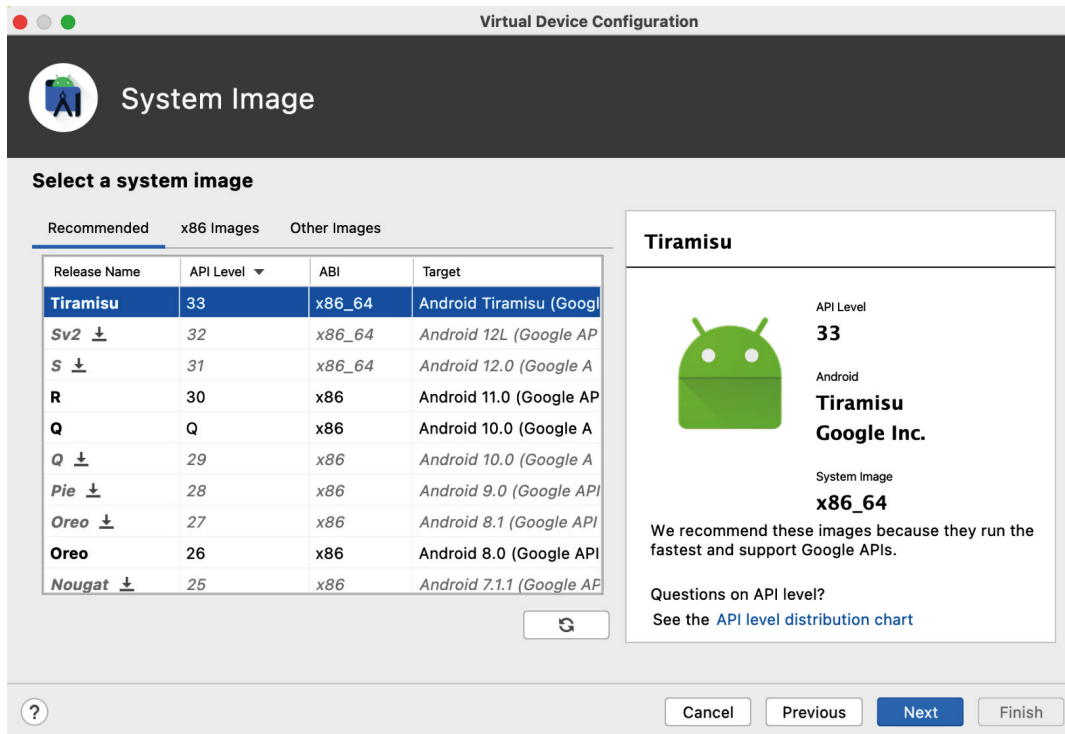 Virtual Device Configuration
System Image
Select a system image
Recommended x86 Images Other Images
Release Name API Level ABI Target
Tiramisu 33 x86_64 Android Tiramisu (Googl
Sv2 32 x86_64 Android 12L (Google AP
S 31 x86_64 Android 12.0 (Google A
R 30 x86 Android 11.0 (Google AP
Q Q x86 Android 10.0 (Google A
Q 29 x86 Android 10.0 (Google A
Pie 28 x86 Android 9.0 (Google API
Oreo 27 x86 Android 8.1 (Google API
Oreo 26 x86 Android 8.0 (Google API
Nougat 25 x86 Android 7.1.1 (Google AP
Tiramisu
API Level
33
Android
Tiramisu
Google Inc.
System Image
x86_64
We recommend these images because they run the
fastest and support Google APIs.
Questions on API level?
See the API level distribution chart
? Cancel Previous Next Finish